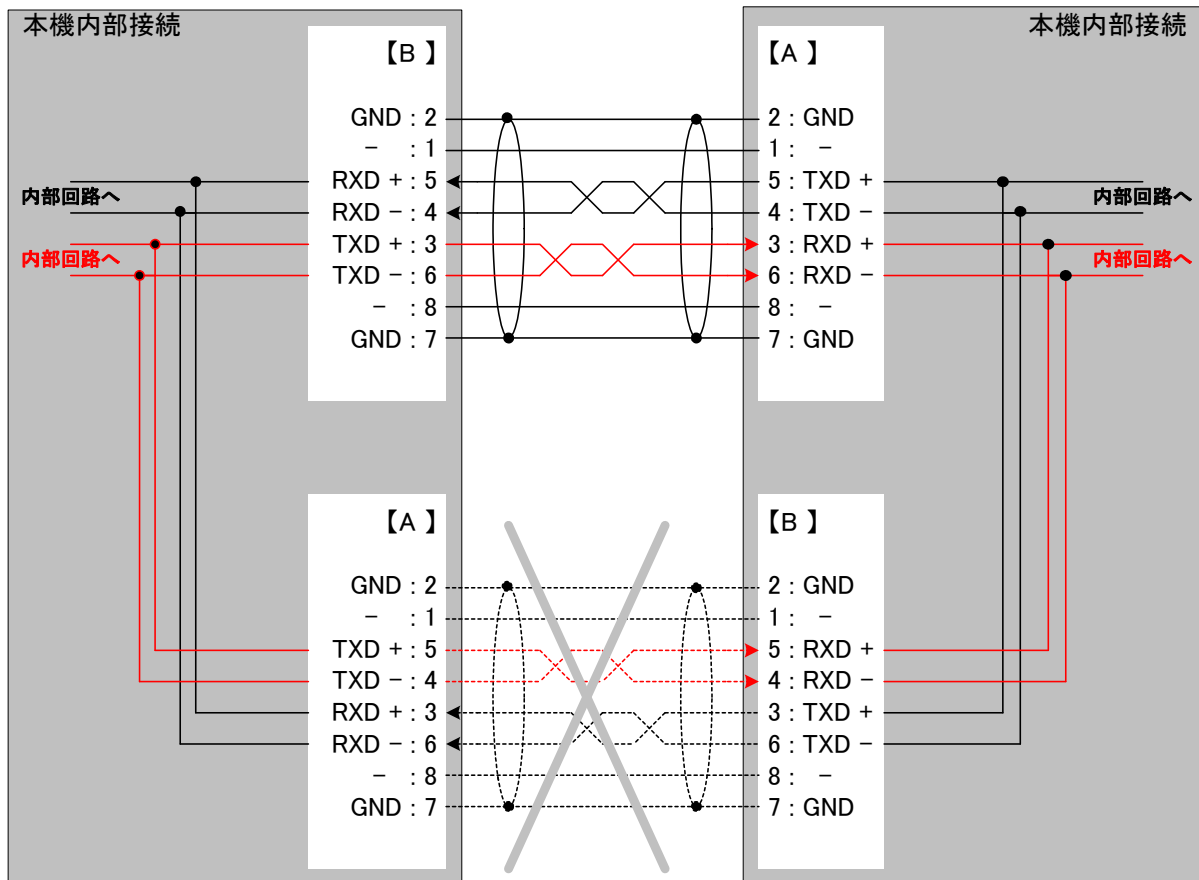 本機内部接続
本機内部接続
【B 】
GND : 2
－ : 1
RXD + : 5
RXD － : 4
TXD + : 3
TXD － : 6
－ : 8
GND : 7
【A 】
2 : GND
1 : －
5 : TXD +
4 : TXD －
3 : RXD +
6 : RXD －
8 : －
7 : GND
内部回路へ
内部回路へ
内部回路へ
内部回路へ
【A 】
GND : 2
－ : 1
TXD + : 5
TXD － : 4
RXD + : 3
RXD － : 6
－ : 8
GND : 7
【B 】
2 : GND
1 : －
5 : RXD +
4 : RXD －
3 : TXD +
6 : TXD －
8 : －
7 : GND